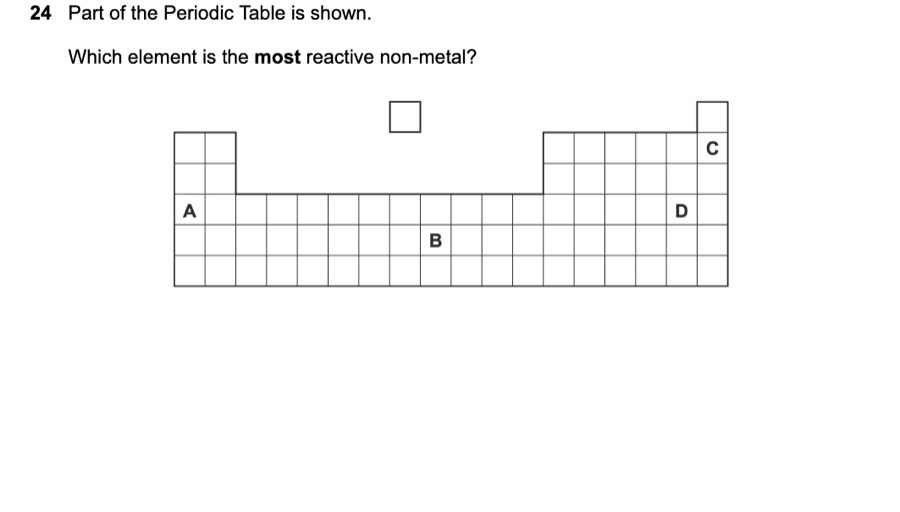 24 Part of the Periodic Table is shown.
Which element is the most reactive non-metal?
C
A
D
B